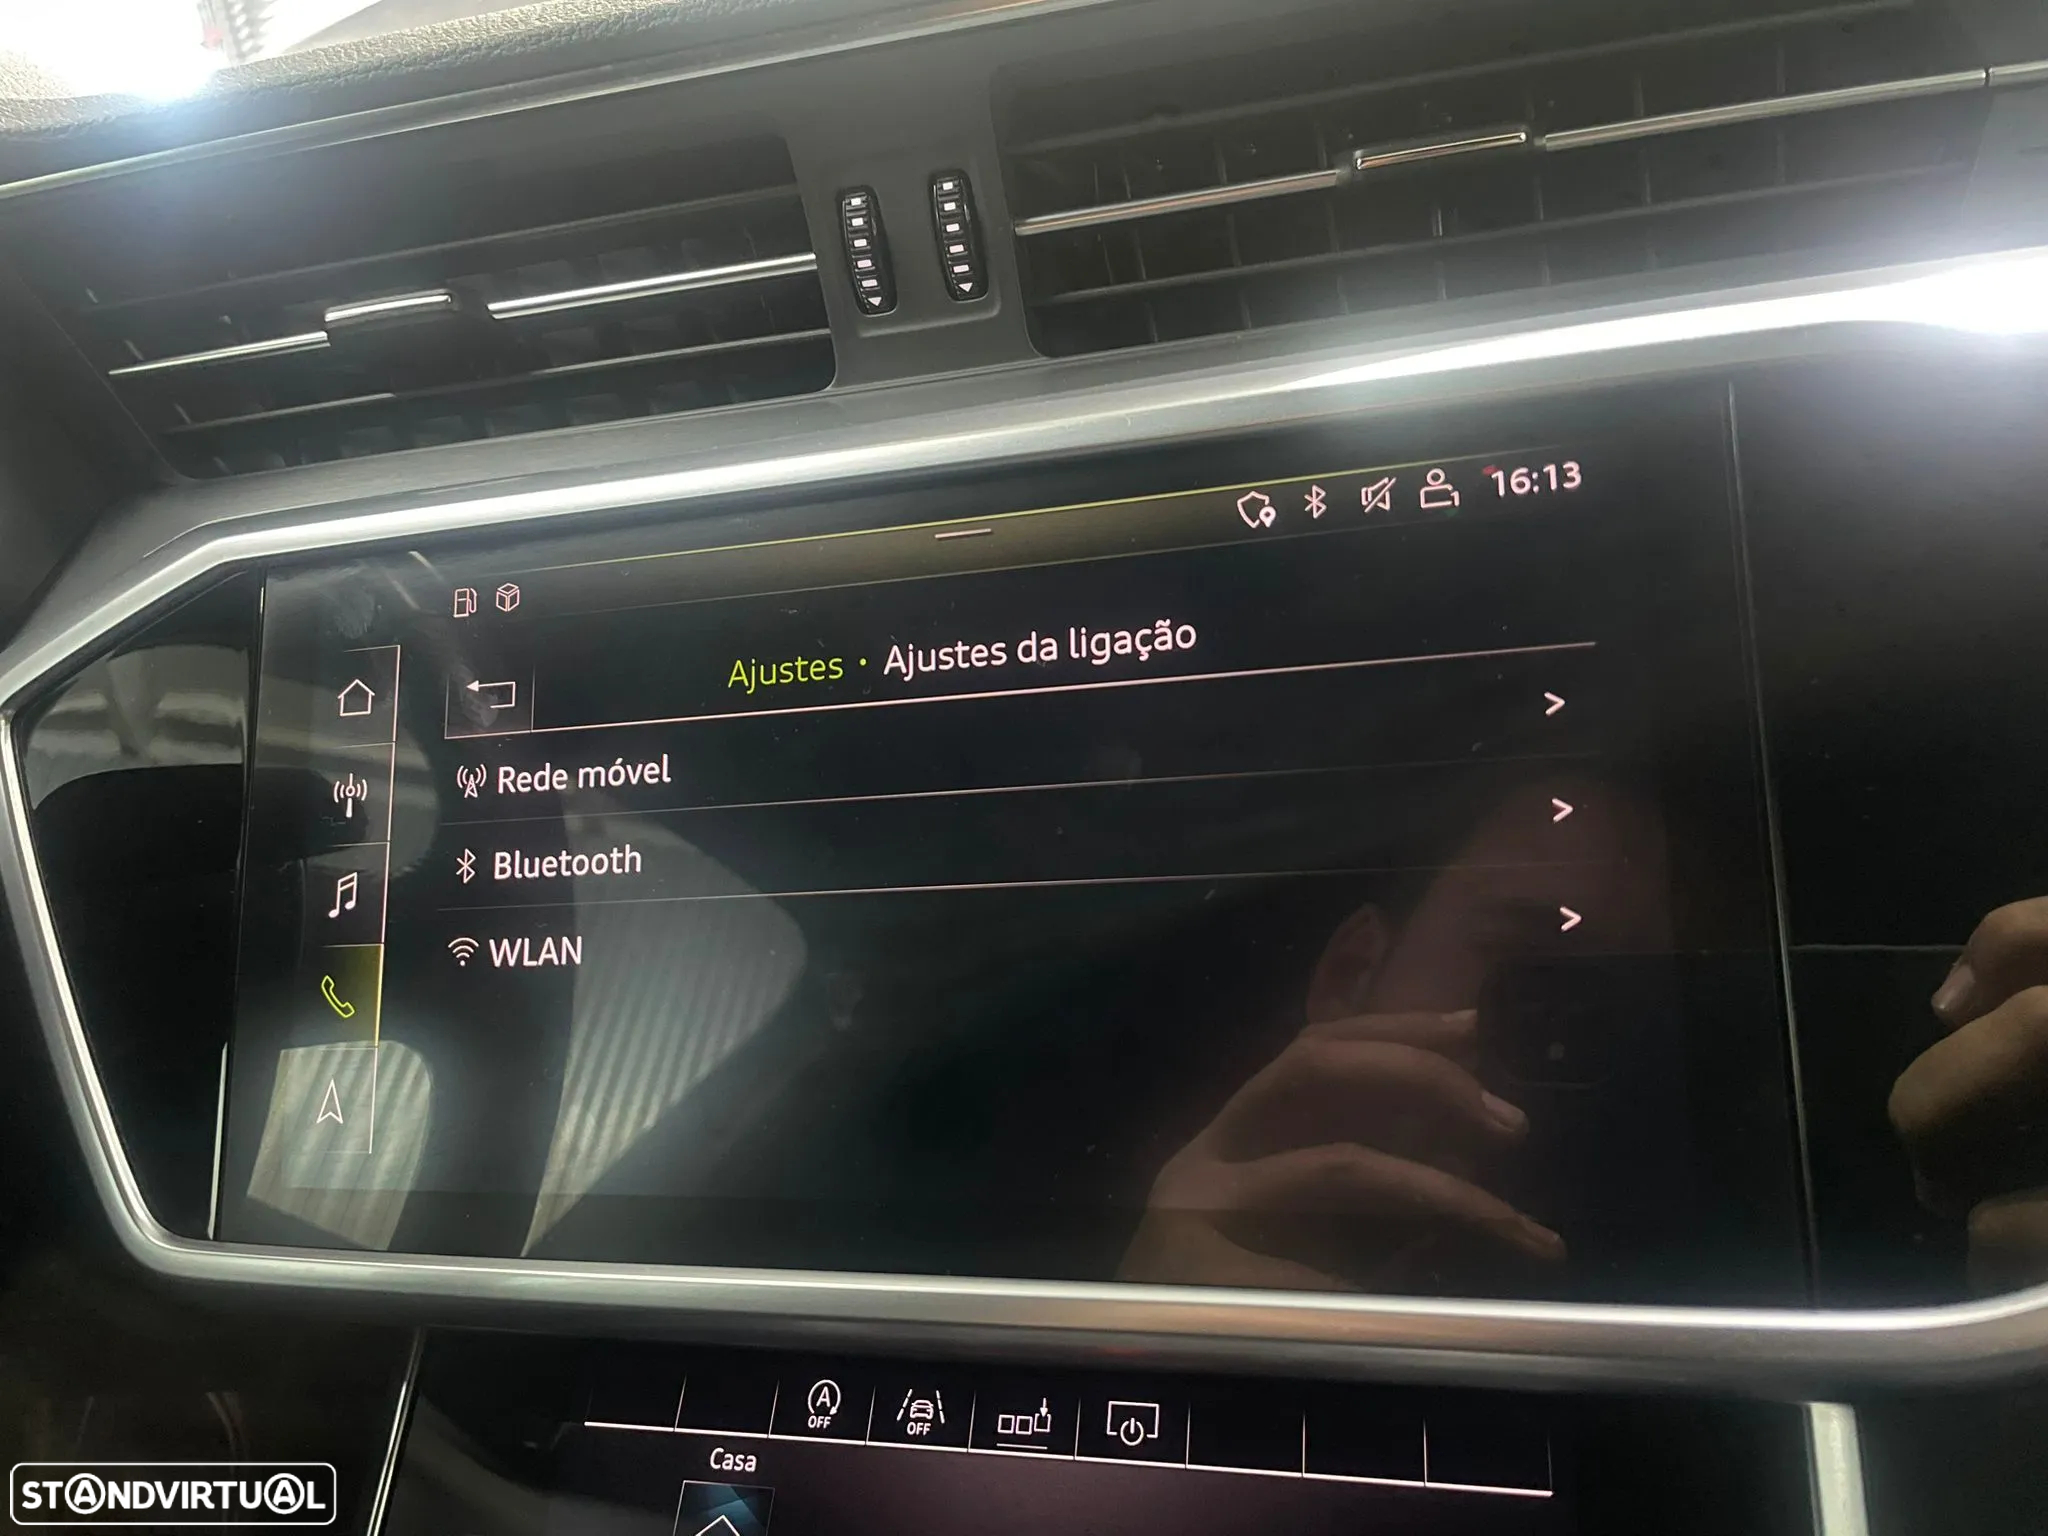 16:13
Ajustes • Ajustes da ligação
Rede móvel
Bluetooth
WLAN
A
OFF
OFF
Casa
STANDVIRTUAL